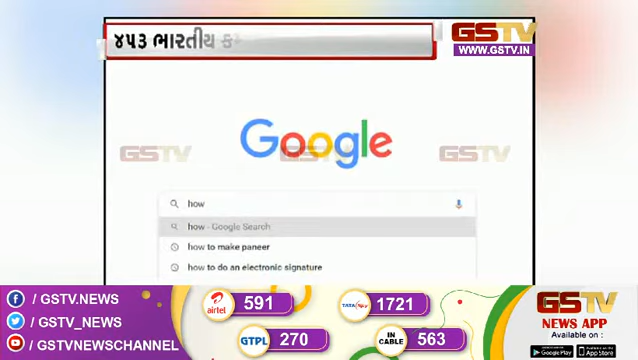 ૪૫૩ ભારતીય
GSTV
WWW.GSTV.IN
Google
GSTV GSTV GSTV
how
how - Google Search
how to make paneer
how to do an electronic signature
/ GSTV.NEWS
/ GSTV_NEWS
/ GSTVNEWSCHANNEL
airtel 591
TATA Play 1721
GTPL 270
IN CABLE 563
GSTV
NEWS APP
Available on :
Google Play
App Store